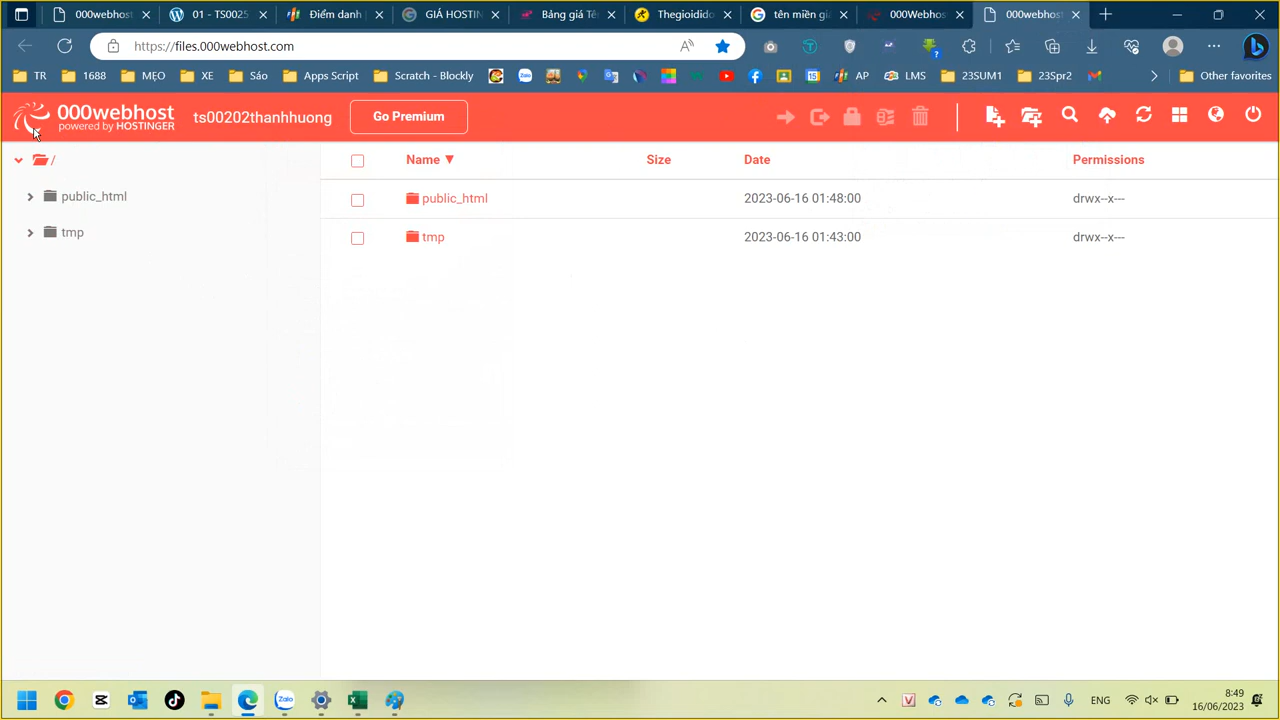 000webhost
01 - TS0025
Điểm danh
GIÁ HOSTIN
Bảng giá Tê
Thegioidido
tên miền gi
000Webhos
000webhos
https://files.000webhost.com
TR
1688
MẸO
XE
Sáo
Apps Script
Scratch - Blockly
15
AP
LMS
23SUM1
23Spr2
Other favorites
000webhost
powered by HOSTINGER
ts00202thanhhuong
Go Premium
/
public_html
tmp
Name ▼ Size Date Permissions
public_html 2023-06-16 01:48:00 drwx--x---
tmp 2023-06-16 01:43:00 drwx--x---
ENG
8:49
16/06/2023